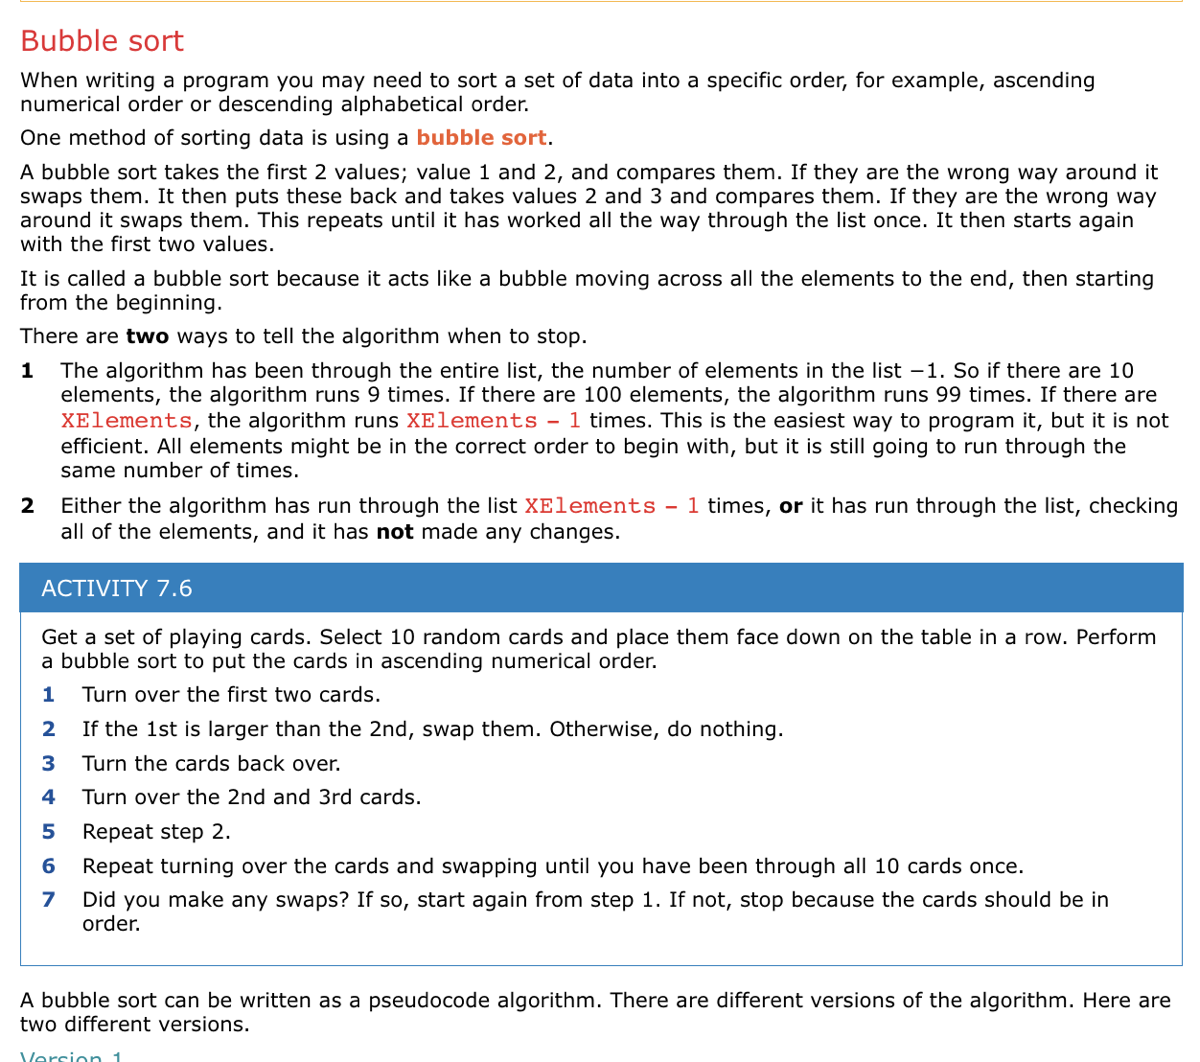 Bubble sort
When writing a program you may need to sort a set of data into a specific order, for example, ascending
numerical order or descending alphabetical order.
One method of sorting data is using a bubble sort.
A bubble sort takes the first 2 values; value 1 and 2, and compares them. If they are the wrong way around it
swaps them. It then puts these back and takes values 2 and 3 and compares them. If they are the wrong way
around it swaps them. This repeats until it has worked all the way through the list once. It then starts again
with the first two values.
It is called a bubble sort because it acts like a bubble moving across all the elements to the end, then starting
from the beginning.
There are two ways to tell the algorithm when to stop.
1 The algorithm has been through the entire list, the number of elements in the list −1. So if there are 10
elements, the algorithm runs 9 times. If there are 100 elements, the algorithm runs 99 times. If there are
XElements, the algorithm runs XElements − 1 times. This is the easiest way to program it, but it is not
efficient. All elements might be in the correct order to begin with, but it is still going to run through the
same number of times.
2 Either the algorithm has run through the list XElements − 1 times, or it has run through the list, checking
all of the elements, and it has not made any changes.
ACTIVITY 7.6
Get a set of playing cards. Select 10 random cards and place them face down on the table in a row. Perform
a bubble sort to put the cards in ascending numerical order.
1 Turn over the first two cards.
2 If the 1st is larger than the 2nd, swap them. Otherwise, do nothing.
3 Turn the cards back over.
4 Turn over the 2nd and 3rd cards.
5 Repeat step 2.
6 Repeat turning over the cards and swapping until you have been through all 10 cards once.
7 Did you make any swaps? If so, start again from step 1. If not, stop because the cards should be in
order.
A bubble sort can be written as a pseudocode algorithm. There are different versions of the algorithm. Here are
two different versions.
Version 1